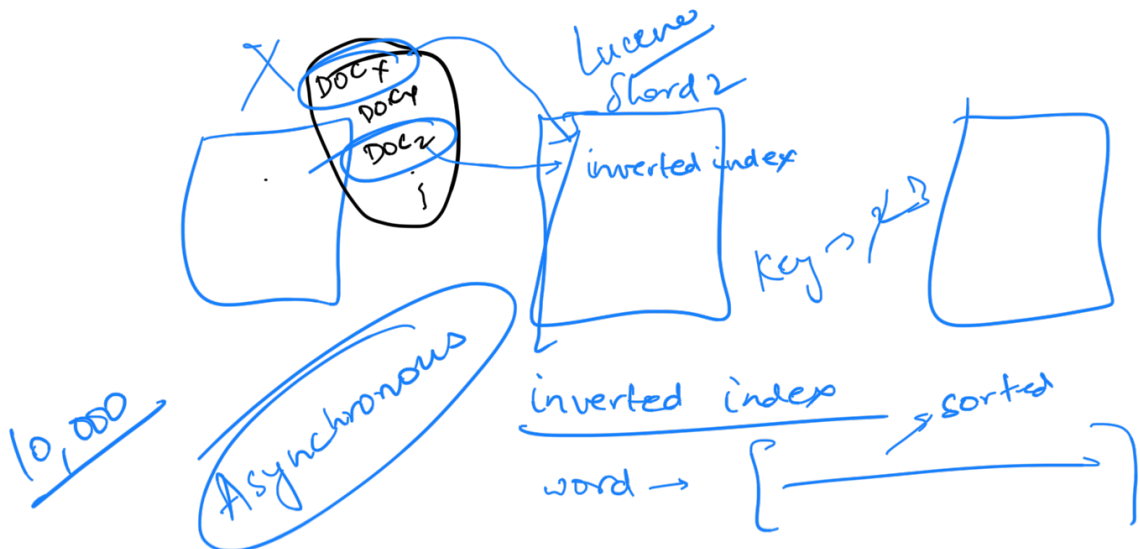 X
DOC x
DOC y
DOC z
Lucene
Shard 2
inverted index
Key →
10,000
Asynchronous
inverted index
sorted
word → [ ]